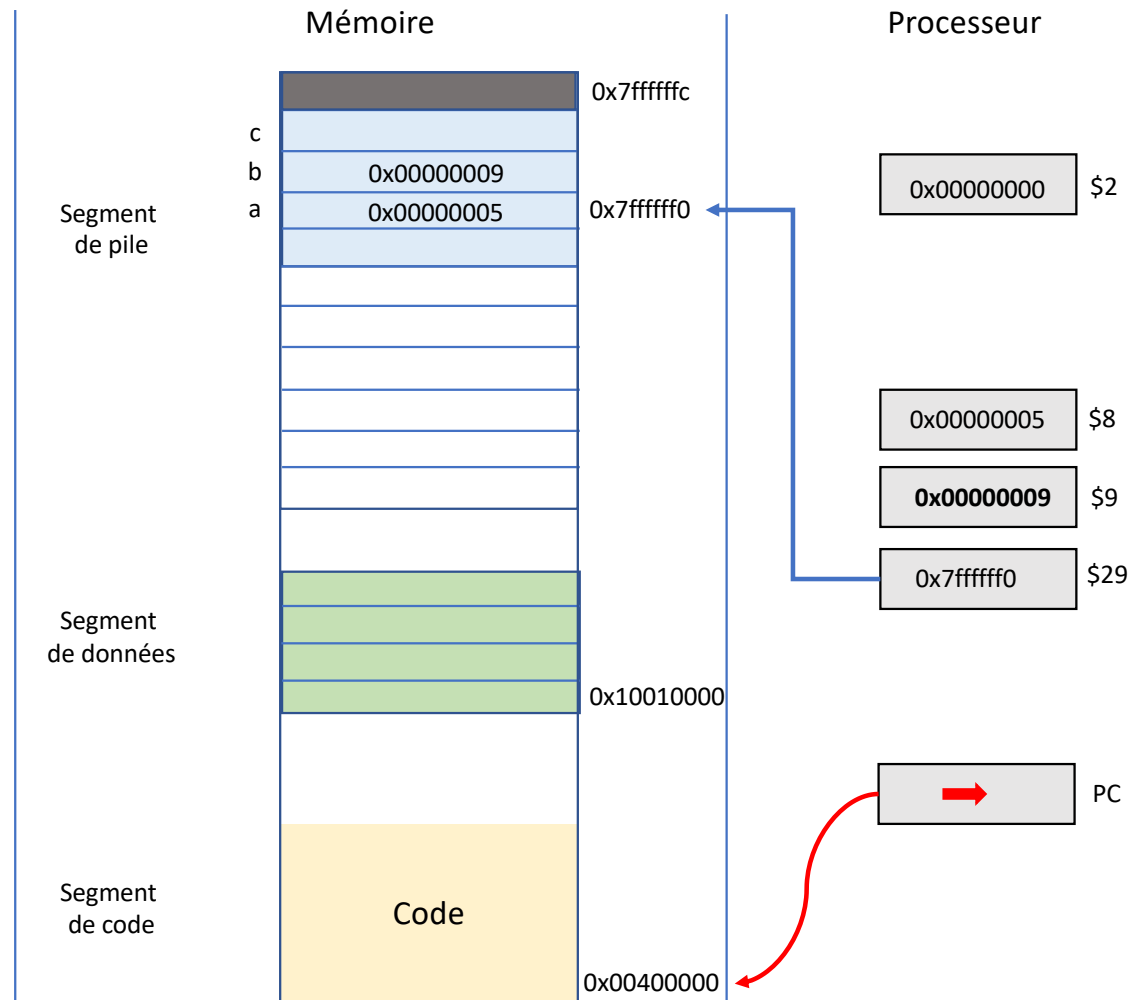 Mémoire
Processeur
0x7ffffffc
c
b 0x00000009
a 0x00000005 0x7ffffff0
Segment
de pile
0x00000000 $2
0x00000005 $8
0x00000009 $9
0x7ffffff0 $29
Segment
de données
0x10010000
PC
Segment
de code
Code
0x00400000